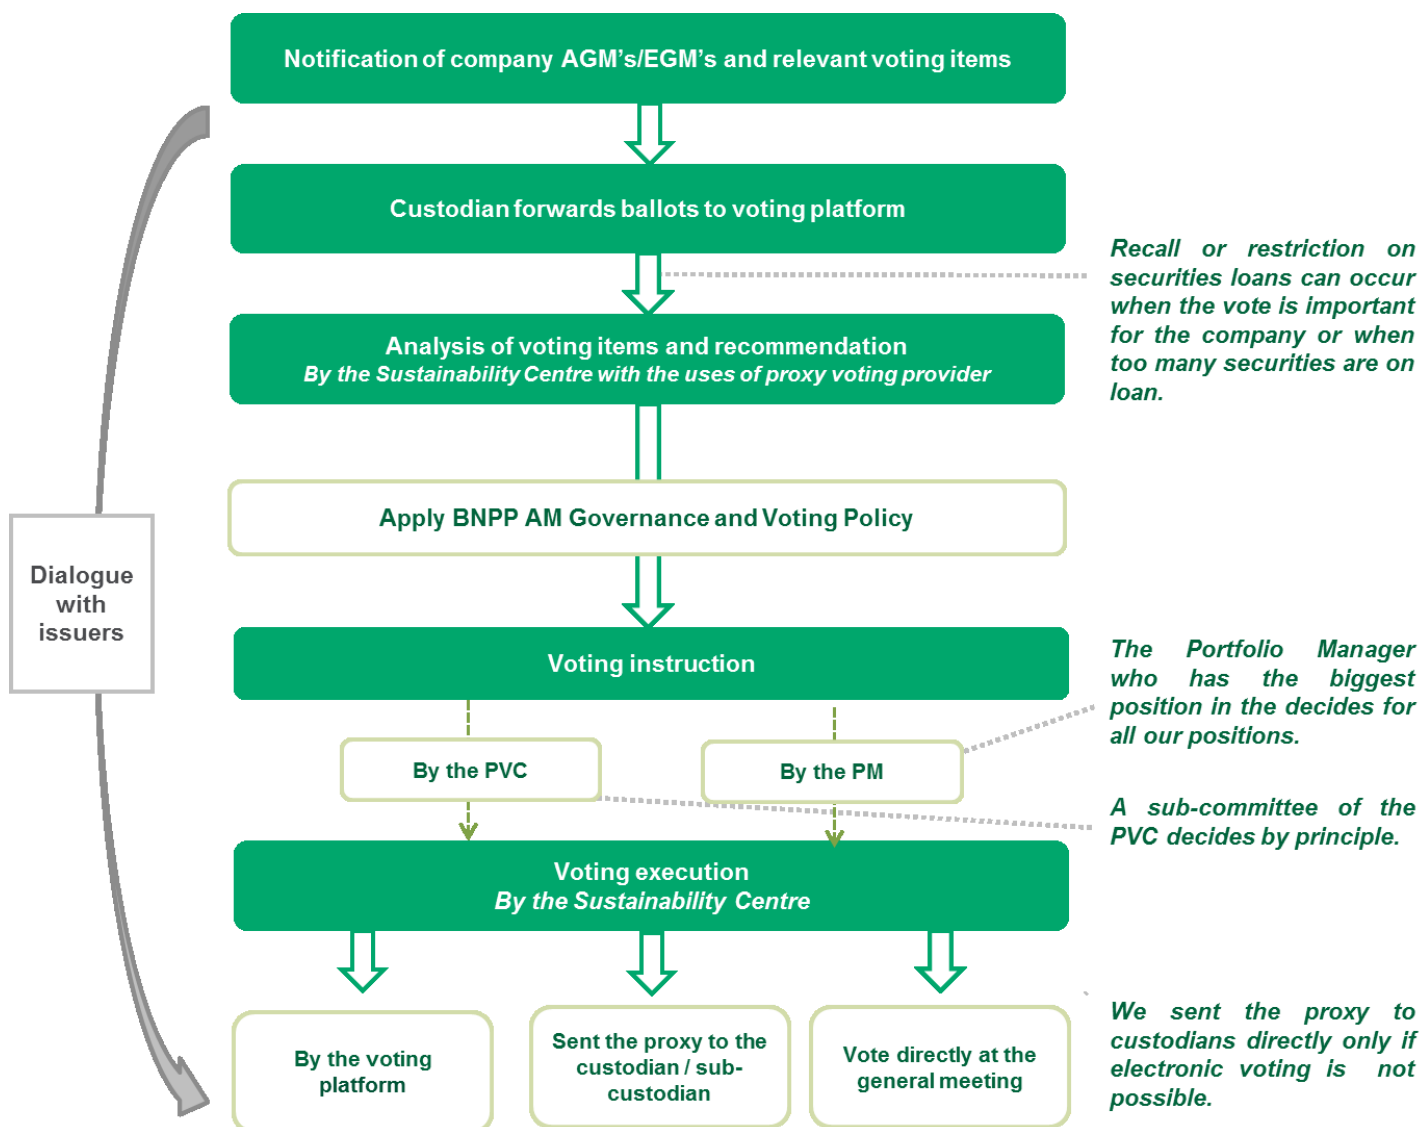 Notification of company AGM's/EGM's and relevant voting items
Custodian forwards ballots to voting platform
Recall or restriction on
securities loans can occur
when the vote is important
for the company or when
too many securities are on
loan.
Analysis of voting items and recommendation
By the Sustainability Centre with the uses of proxy voting provider
Apply BNPP AM Governance and Voting Policy
Dialogue
with
issuers
Voting instruction
The Portfolio Manager
who has the biggest
position in the decides for
all our positions.
By the PVC
By the PM
A sub-committee of the
PVC decides by principle.
Voting execution
By the Sustainability Centre
By the voting
platform
Sent the proxy to the
custodian / sub-
custodian
Vote directly at the
general meeting
We sent the proxy to
custodians directly only if
electronic voting is not
possible.